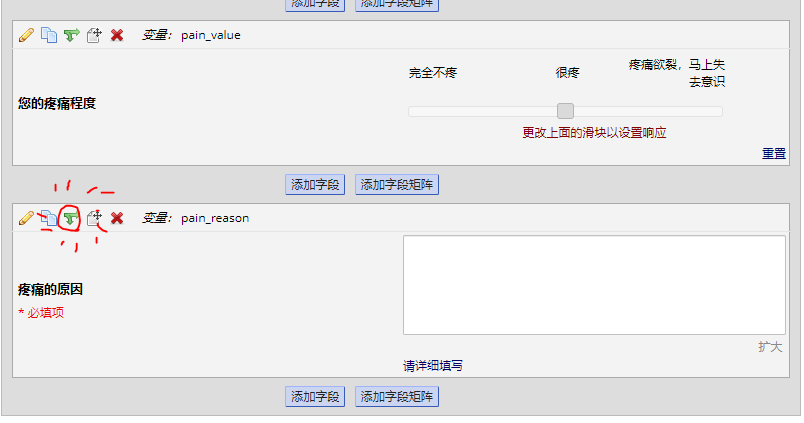 添加字段 添加字段矩阵
变量: pain_value
完全不疼 很疼 疼痛欲裂，马上失去意识
您的疼痛程度
更改上面的滑块以设置响应
重置
添加字段 添加字段矩阵
变量: pain_reason
疼痛的原因
* 必填项
扩大
请详细填写
添加字段 添加字段矩阵